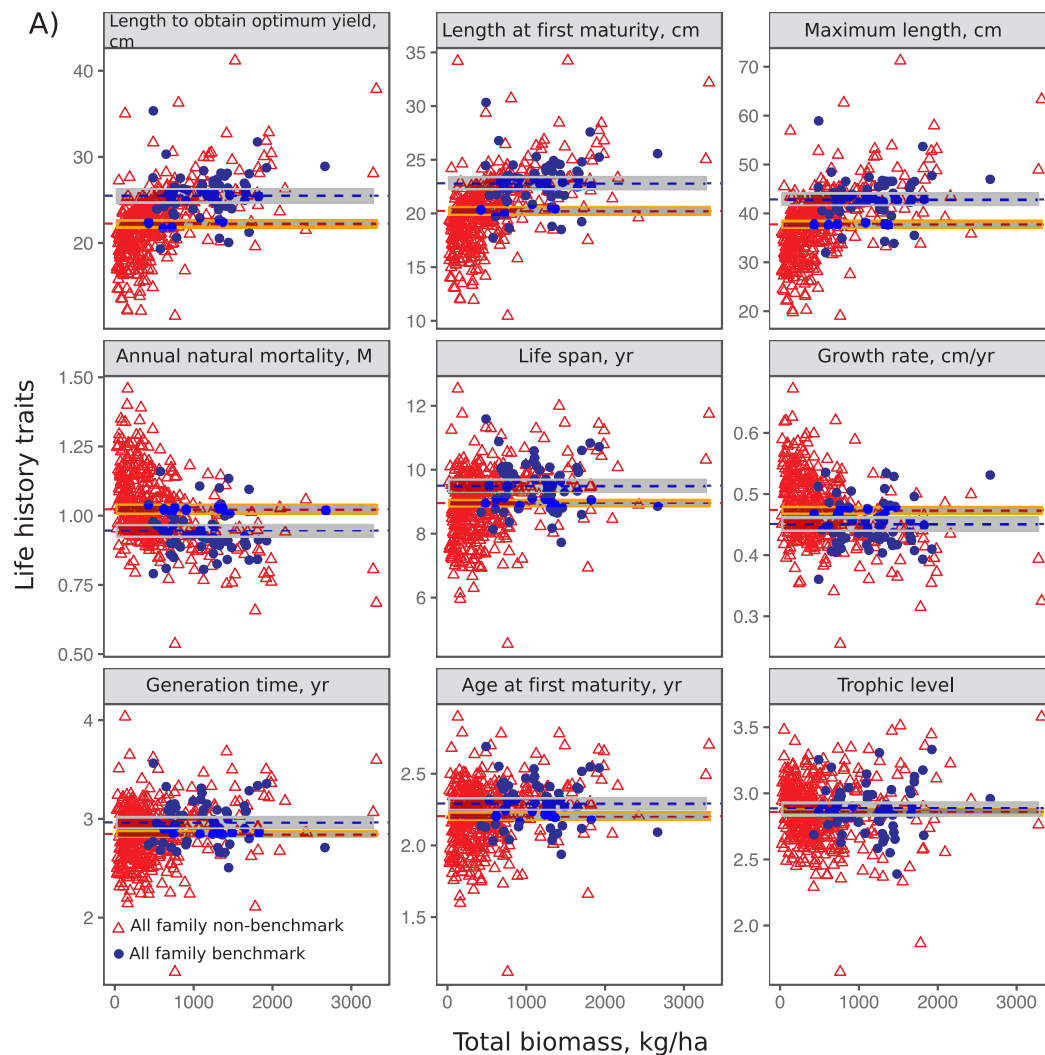 A)
Length to obtain optimum yield,
cm
Length at first maturity, cm
Maximum length, cm
40
30
20
35
30
25
20
15
10
70
60
50
40
30
20
Life history traits
Annual natural mortality, M
Life span, yr
Growth rate, cm/yr
1.50
1.25
1.00
0.75
0.50
12
10
8
6
0.6
0.5
0.4
0.3
Generation time, yr
Age at first maturity, yr
Trophic level
4
3
2
2.5
2.0
1.5
3.5
3.0
2.5
2.0
All family non-benchmark
All family benchmark
0 1000 2000 3000
0 1000 2000 3000
0 1000 2000 3000
Total biomass, kg/ha